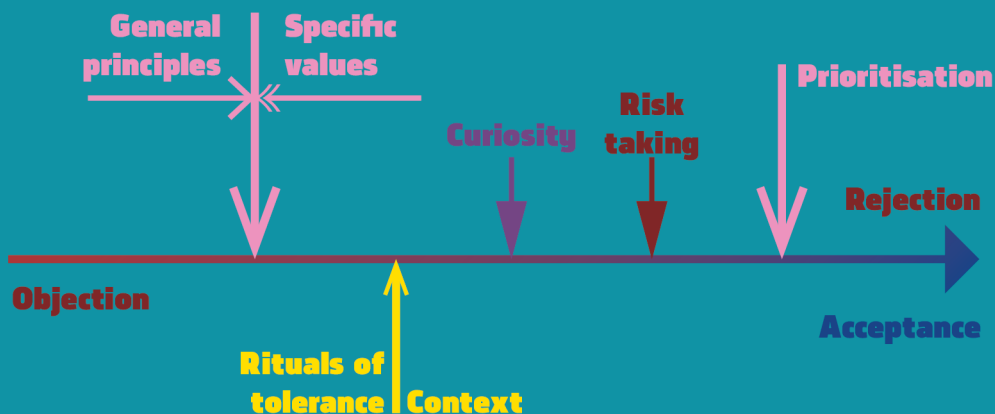 General
principles
Specific
values
Prioritisation
Risk
taking
Curiosity
Rejection
Objection
Acceptance
Rituals of
tolerance
Context